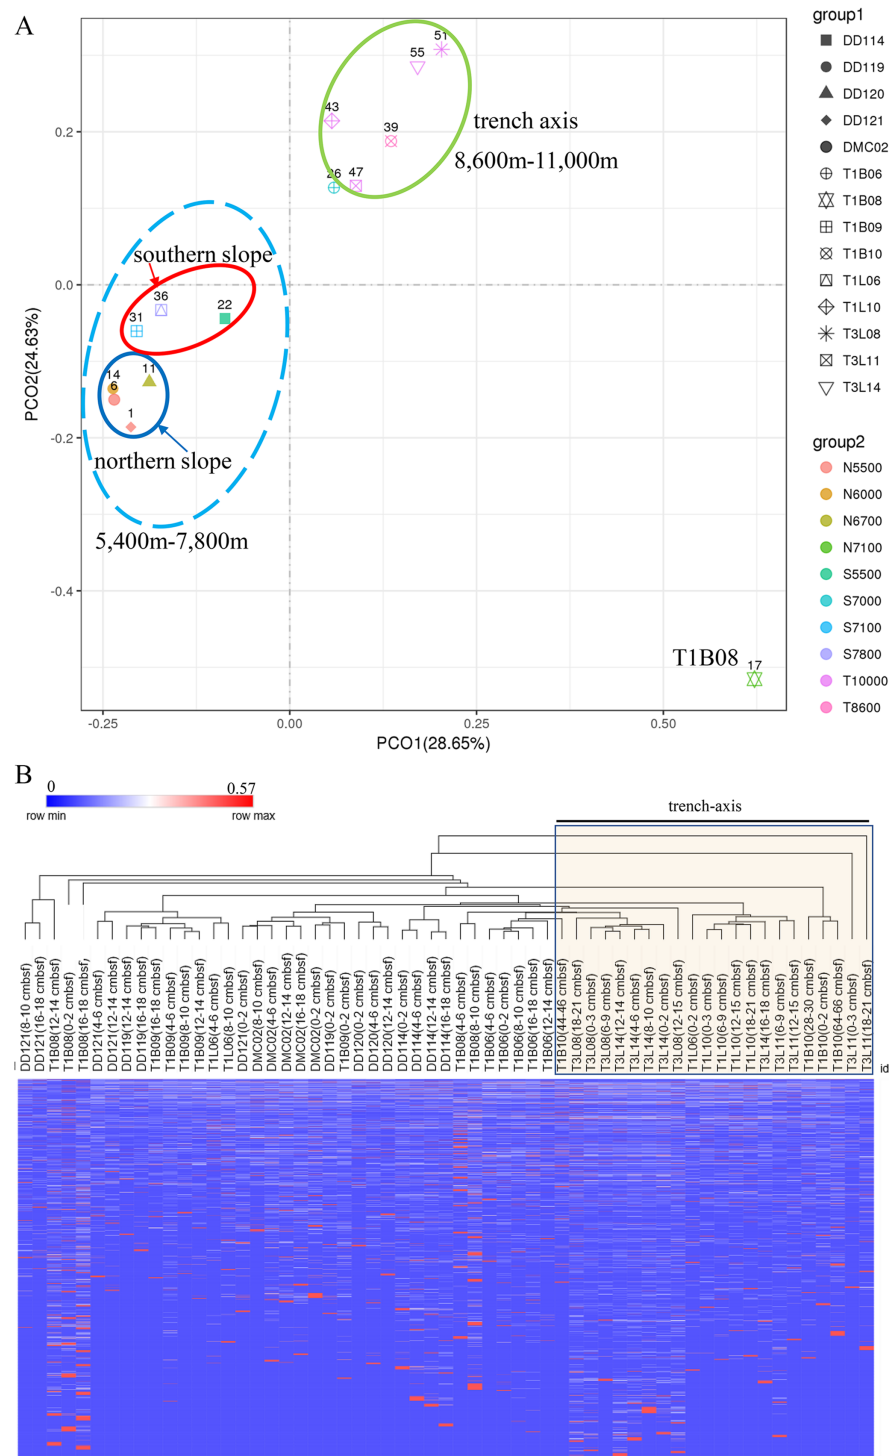 A
group1
DD114
DD119
DD120
DD121
DMC02
T1B06
T1B08
T1B09
T1B10
T1L06
T1L10
T3L08
T3L11
T3L14
group2
N5500
N6000
N6700
N7100
S5500
S7000
S7100
S7800
T10000
T8600
51
55
43
39
26
47
trench axis
8,600m-11,000m
southern slope
36
31
22
14
6
11
1
northern slope
5,400m-7,800m
T1B08
17
0.2
0.0
-0.2
-0.4
PCO2(24.63%)
-0.25
0.00
0.25
0.50
PCO1(28.65%)
B
0
0.57
row min
row max
trench-axis
DD121(8-10 cmbsf)
DD121(16-18 cmbsf)
T1B08(12-14 cmbsf)
T1B08(0-2 cmbsf)
T1B08(16-18 cmbsf,
DD121(4-6 cmbsf)
DD121(12-14 cmbsf)
DD119(12-14 cmbsf)
DD119(16-18 cmbsf)
T1B09(16-18 cmbsf)
T1B09(4-6 cmbsf)
T1B09(8-10 cmbsf)
T1B09(12-14 cmbsf)
T1L06(4-6 cmbsf)
T1L06(8-10 cmbsf)
DD121(0-2 cmbsf)
DMC02(8-10 cmbsf)
DMC02(4-6 cmbsf)
DMC02(12-14 cmbsf)
DMC02(16-18 cmbsf)
DMC02(0-2 cmbsf)
DD119(0-2 cmbsf)
T1B09(0-2 cmbsf)
DD120(0-2 cmbsf)
DD120(4-6 cmbsf)
DD120(12-14 cmbsf)
DD114(0-2 cmbsf)
DD114(4-6 cmbsf)
DD114(12-14 cmbsf)
DD114(16-18 cmbsf)
T1B08(4-6 cmbsf)
T1B08(8-10 cmbsf)
T1B06(4-6 cmbsf)
T1B06(0-2 cmbsf)
T1B06(8-10 cmbsf)
T1B06(16-18 cmbsf)
T1B06(12-14 cmbsf)
T1B10(44-46 cmbsf)
T3L08(18-21 cmbsf)
T3L08(0-3 cmbsf)
T3L08(6-9 cmbsf)
T3L14(12-14 cmbsf)
T3L14(4-6 cmbsf)
T3L14(8-10 cmbsf)
T3L14(0-2 cmbsf)
T3L08(12-15 cmbsf)
T1L06(0-2 cmbsf)
T1L10(0-3 cmbsf)
T1L10(6-9 cmbsf)
T1L10(12-15 cmbsf)
T1L10(18-21 cmbsf)
T3L14(16-18 cmbsf)
T3L11(6-9 cmbsf)
T3L11(12-15 cmbsf)
T1B10(28-30 cmbsf)
T1B10(0-2 cmbsf)
T1B10(64-66 cmbsf)
T3L11(0-3 cmbsf)
T3L11(18-21 cmbsf)
id